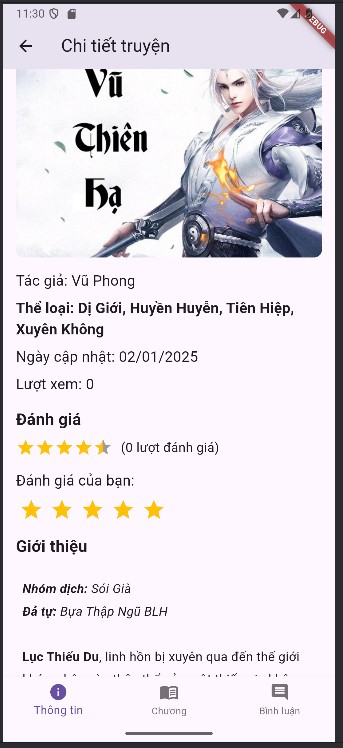 11:30
DEBUG
Chi tiết truyện
Vũ
Thiên
Hạ
Tác giả: Vũ Phong
Thể loại: Dị Giới, Huyền Huyễn, Tiên Hiệp,
Xuyên Không
Ngày cập nhật: 02/01/2025
Lượt xem: 0
Đánh giá
(0 lượt đánh giá)
Đánh giá của bạn:
Giới thiệu
Nhóm dịch: Sói Già
Đả tự: Bựa Thập Ngũ BLH
Lục Thiếu Du, linh hồn bị xuyên qua đến thế giới
Thông tin
Chương
Bình luận